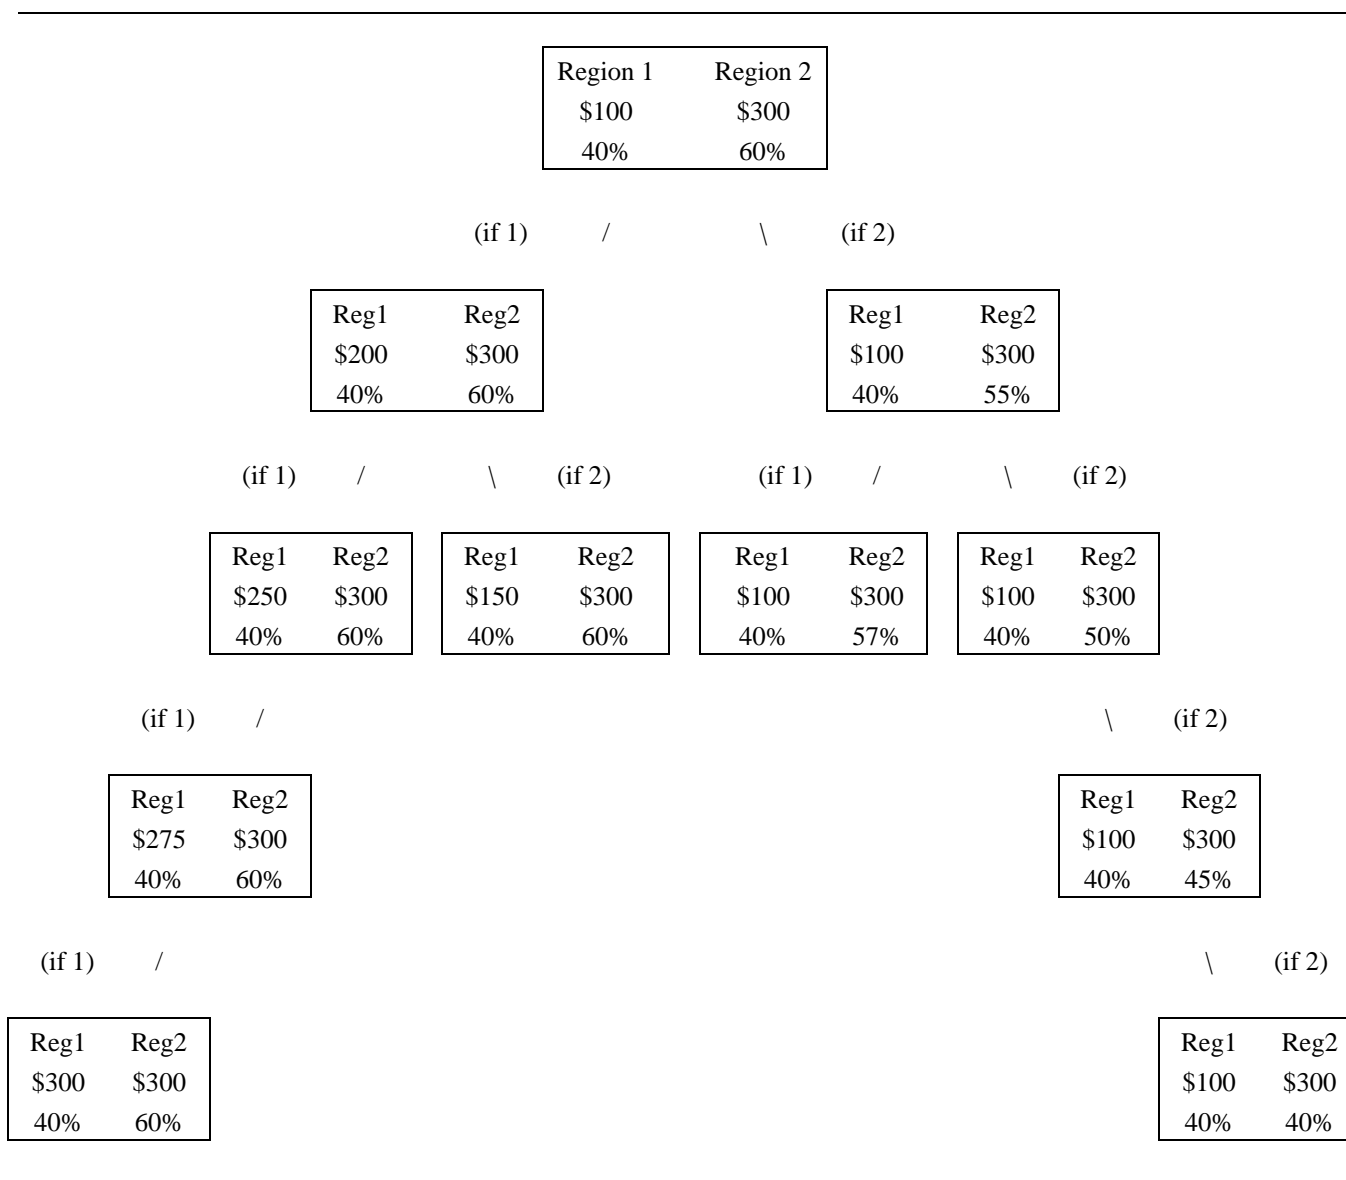 Region 1 Region 2
$100 $300
40% 60%
(if 1) / \ (if 2)
Reg1 Reg2 Reg1 Reg2
$200 $300 $100 $300
40% 60% 40% 55%
(if 1) / \ (if 2) (if 1) / \ (if 2)
Reg1 Reg2 Reg1 Reg2 Reg1 Reg2 Reg1 Reg2
$250 $300 $150 $300 $100 $300 $100 $300
40% 60% 40% 60% 40% 57% 40% 50%
(if 1) / \ (if 2)
Reg1 Reg2 Reg1 Reg2
$275 $300 $100 $300
40% 60% 40% 45%
(if 1) / \ (if 2)
Reg1 Reg2 Reg1 Reg2
$300 $300 $100 $300
40% 60% 40% 40%